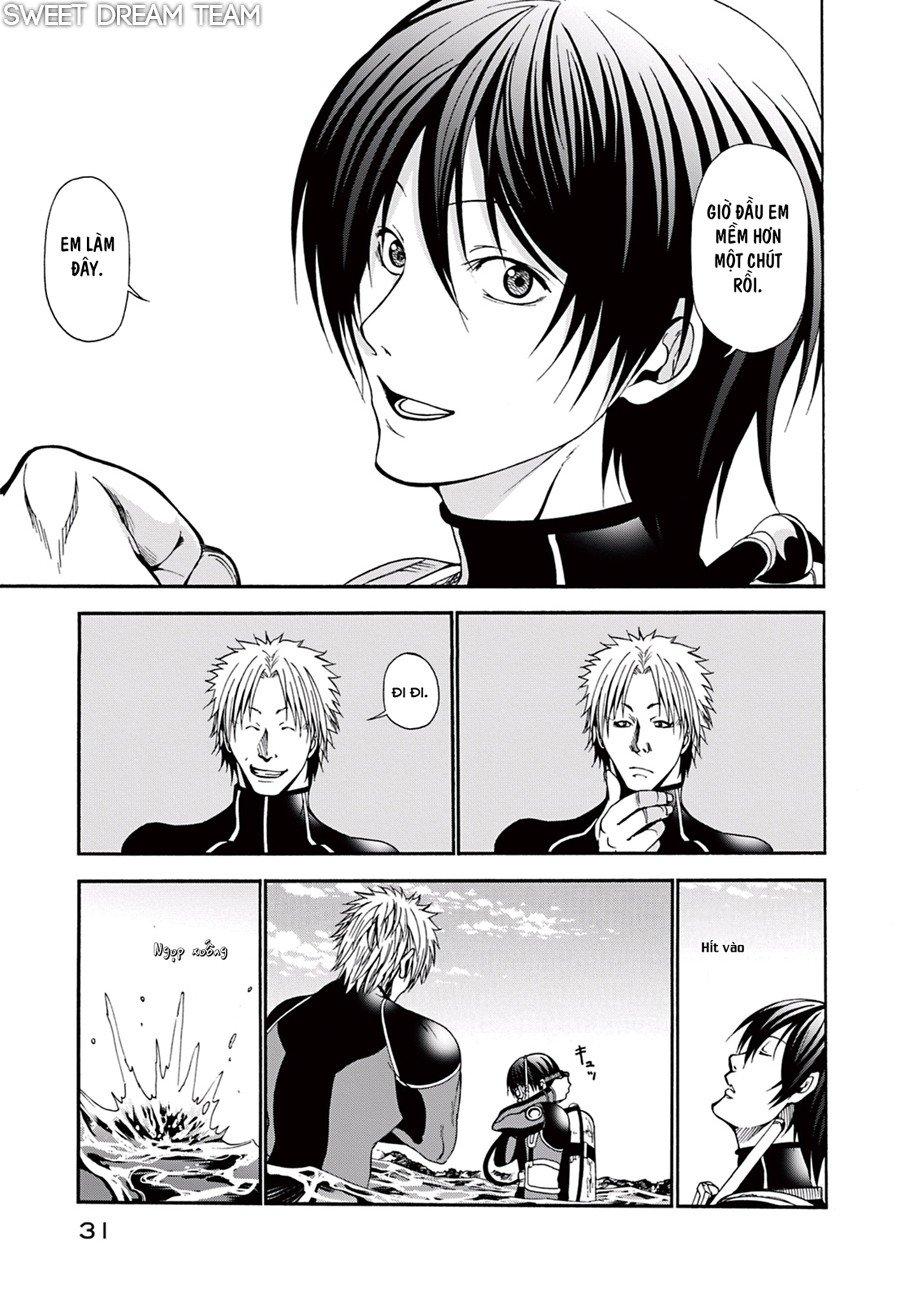 SWEET DREAM TEAM
GIỜ ĐẦU EM
MỀM HƠN
MỘT CHÚT
RỒI.
EM LÀM
ĐÂY.
ĐI ĐI.
Hít vào
キュッ
Ngọp xuống
31